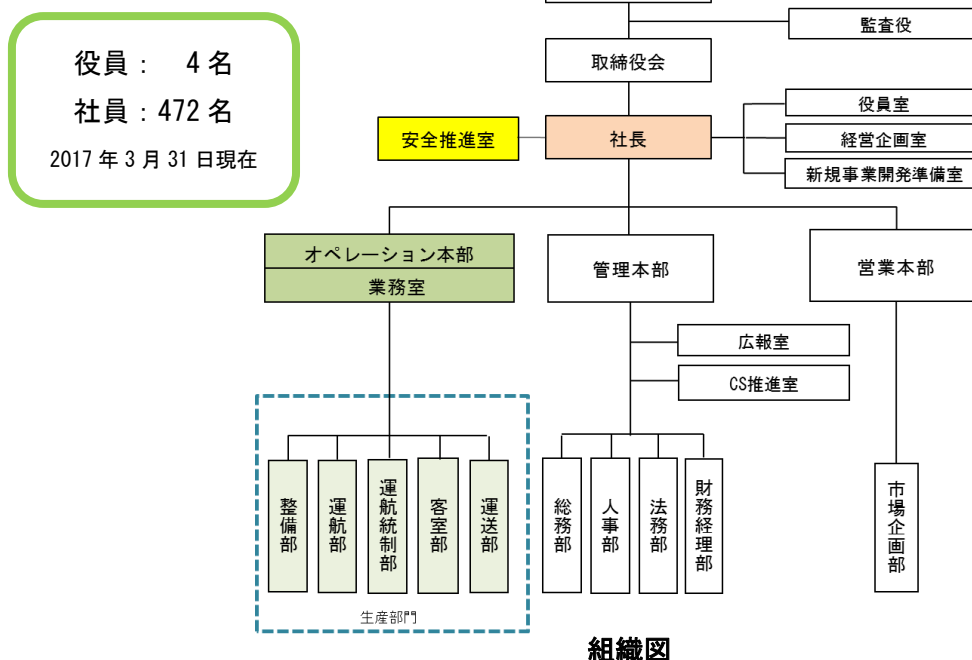 役員： 4名
社員：472名
2017年3月31日現在
監査役
取締役会
役員室
安全推進室
社長
経営企画室
新規事業開発準備室
オペレーション本部
業務室
管理本部
営業本部
広報室
CS推進室
整備部
運航部
運航統制部
客室部
運送部
総務部
人事部
法務部
財務経理部
市場企画部
生産部門
組織図